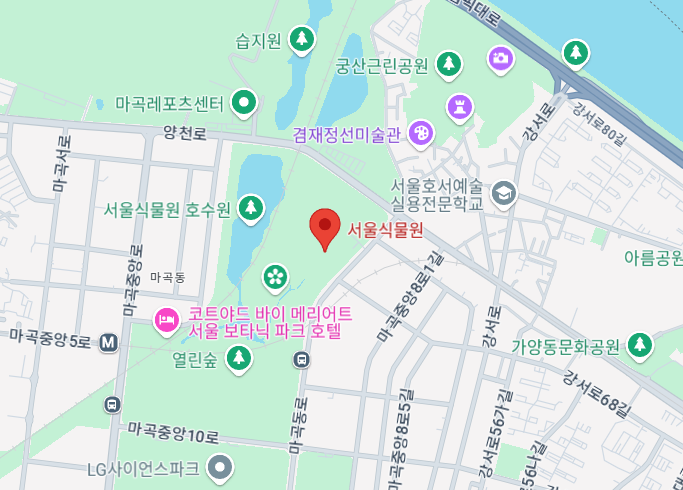 습지원
궁산근린공원
마곡레포츠센터
강서로
강서로80길
양천로
겸재정선미술관
마곡서로
서울호서예술
실용전문학교
서울식물원 호수원
서울식물원
아름공원
마곡중앙로
마곡동
마곡중앙8로1길
코트야드 바이 메리어트
서울 보타닉 파크 호텔
강서로
마곡중앙5로
M
열린숲
가양동문화공원
강서로68길
마곡동로
마곡중앙8로5길
강서로56가길
마곡중앙10로
강서로56나길
LG사이언스파크